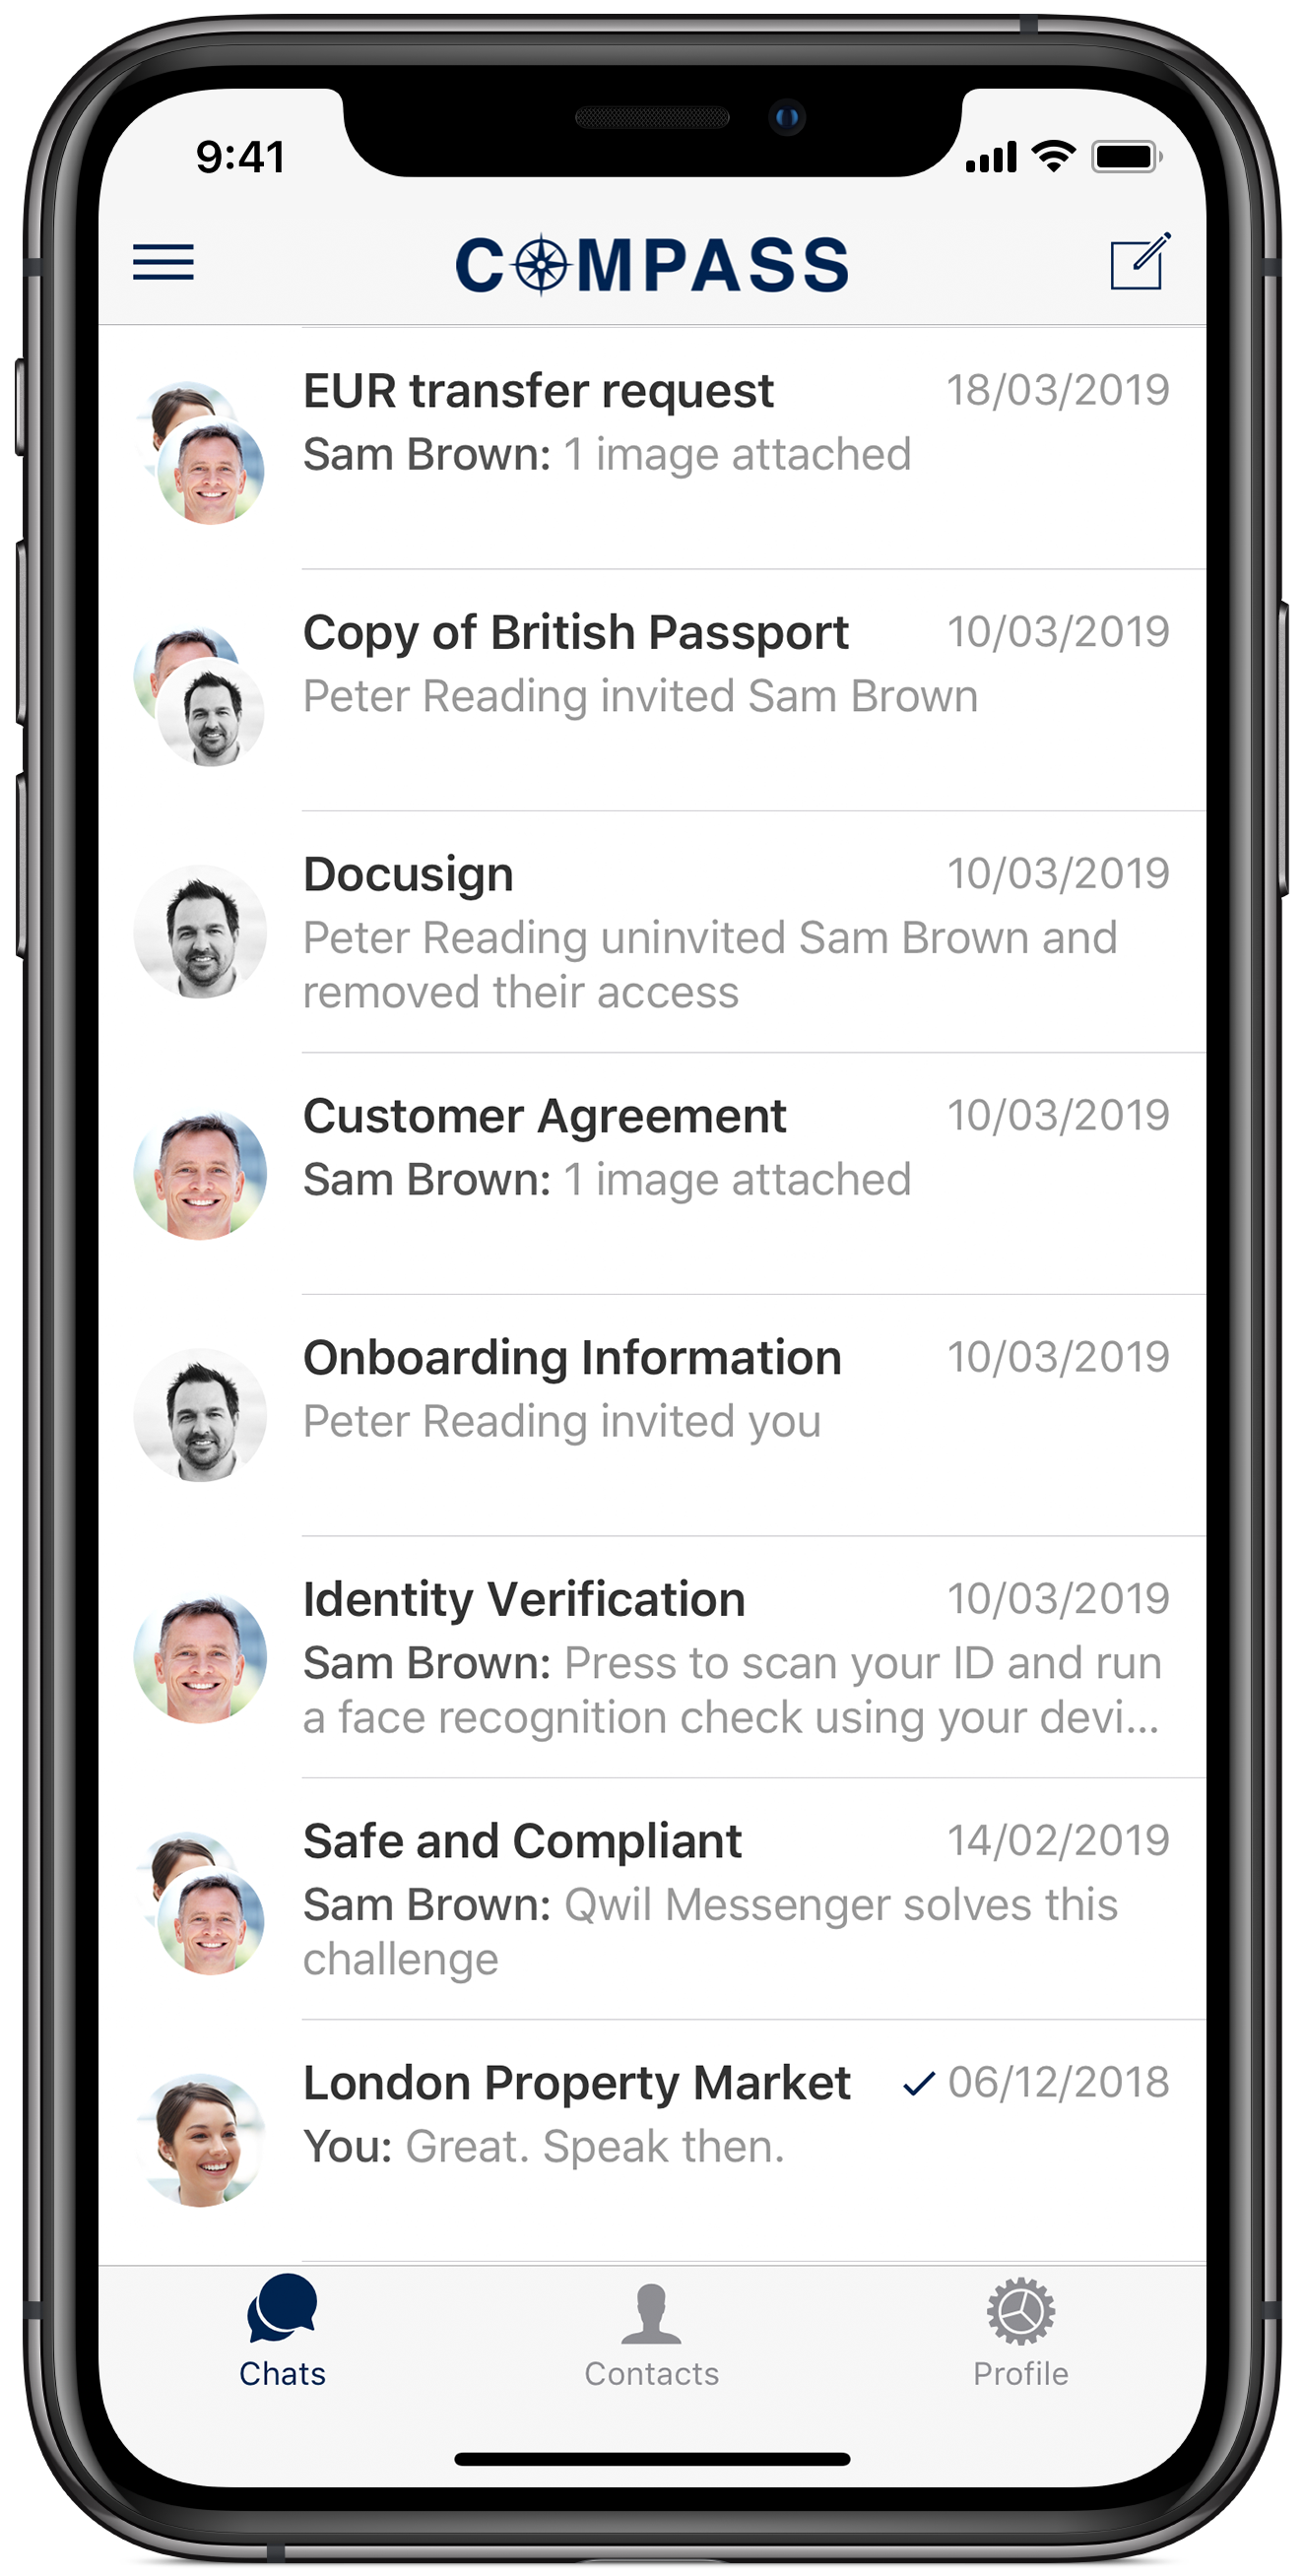 9:41
COMPASS
EUR transfer request 18/03/2019
Sam Brown: 1 image attached
Copy of British Passport 10/03/2019
Peter Reading invited Sam Brown
Docusign 10/03/2019
Peter Reading uninvited Sam Brown and
removed their access
Customer Agreement 10/03/2019
Sam Brown: 1 image attached
Onboarding Information 10/03/2019
Peter Reading invited you
Identity Verification 10/03/2019
Sam Brown: Press to scan your ID and run
a face recognition check using your devi...
Safe and Compliant 14/02/2019
Sam Brown: Qwil Messenger solves this
challenge
London Property Market 06/12/2018
You: Great. Speak then.
Chats Contacts Profile